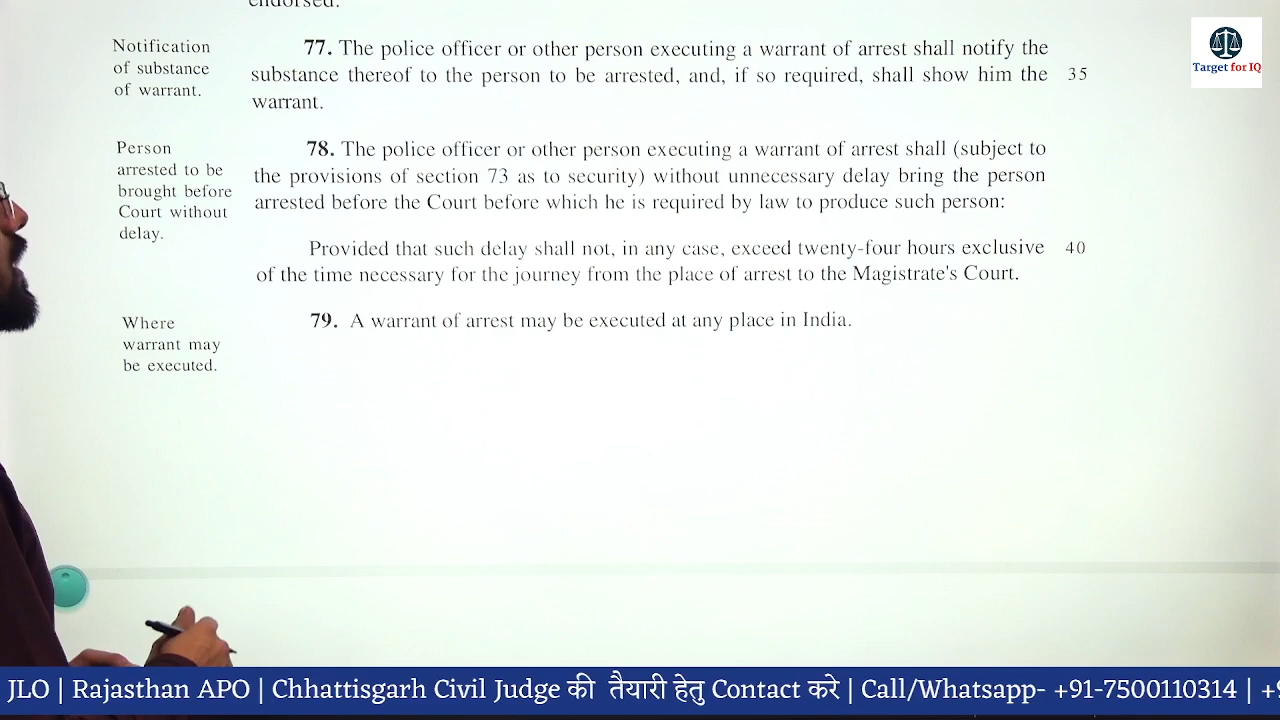 endorsed.
Notification
of substance
of warrant.
77. The police officer or other person executing a warrant of arrest shall notify the
substance thereof to the person to be arrested, and, if so required, shall show him the
warrant.
35
Person
arrested to be
brought before
Court without
delay.
78. The police officer or other person executing a warrant of arrest shall (subject to
the provisions of section 73 as to security) without unnecessary delay bring the person
arrested before the Court before which he is required by law to produce such person:
Provided that such delay shall not, in any case, exceed twenty-four hours exclusive
of the time necessary for the journey from the place of arrest to the Magistrate's Court.
40
Where
warrant may
be executed.
79. A warrant of arrest may be executed at any place in India.
Target for IQ
JLO | Rajasthan APO | Chhattisgarh Civil Judge की तैयारी हेतु Contact करे | Call/Whatsapp- +91-7500110314 |